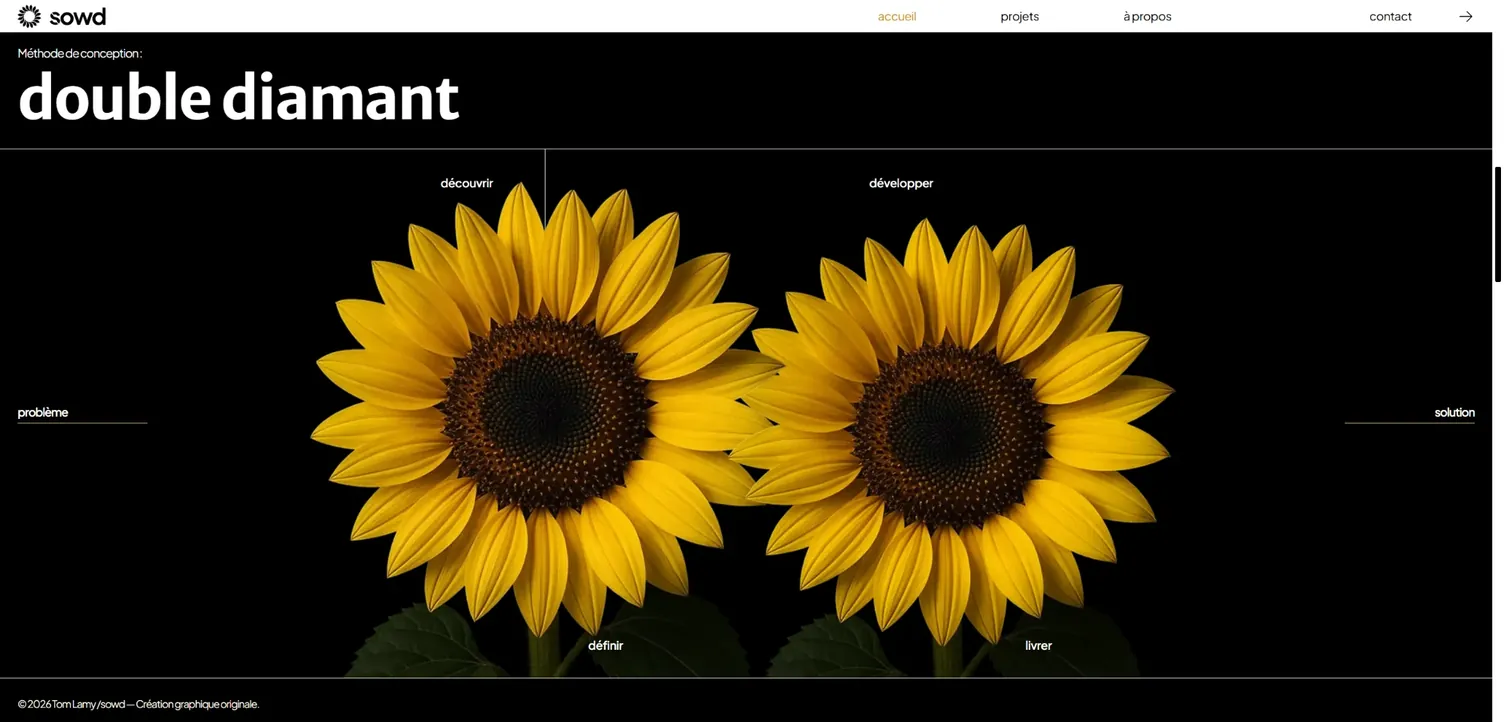 sowd
accueil
projets
à propos
contact
Méthode de conception :
double diamant
découvrir
développer
problème
solution
définir
livrer
© 2026 Tom Lamy / sowd — Création graphique originale.